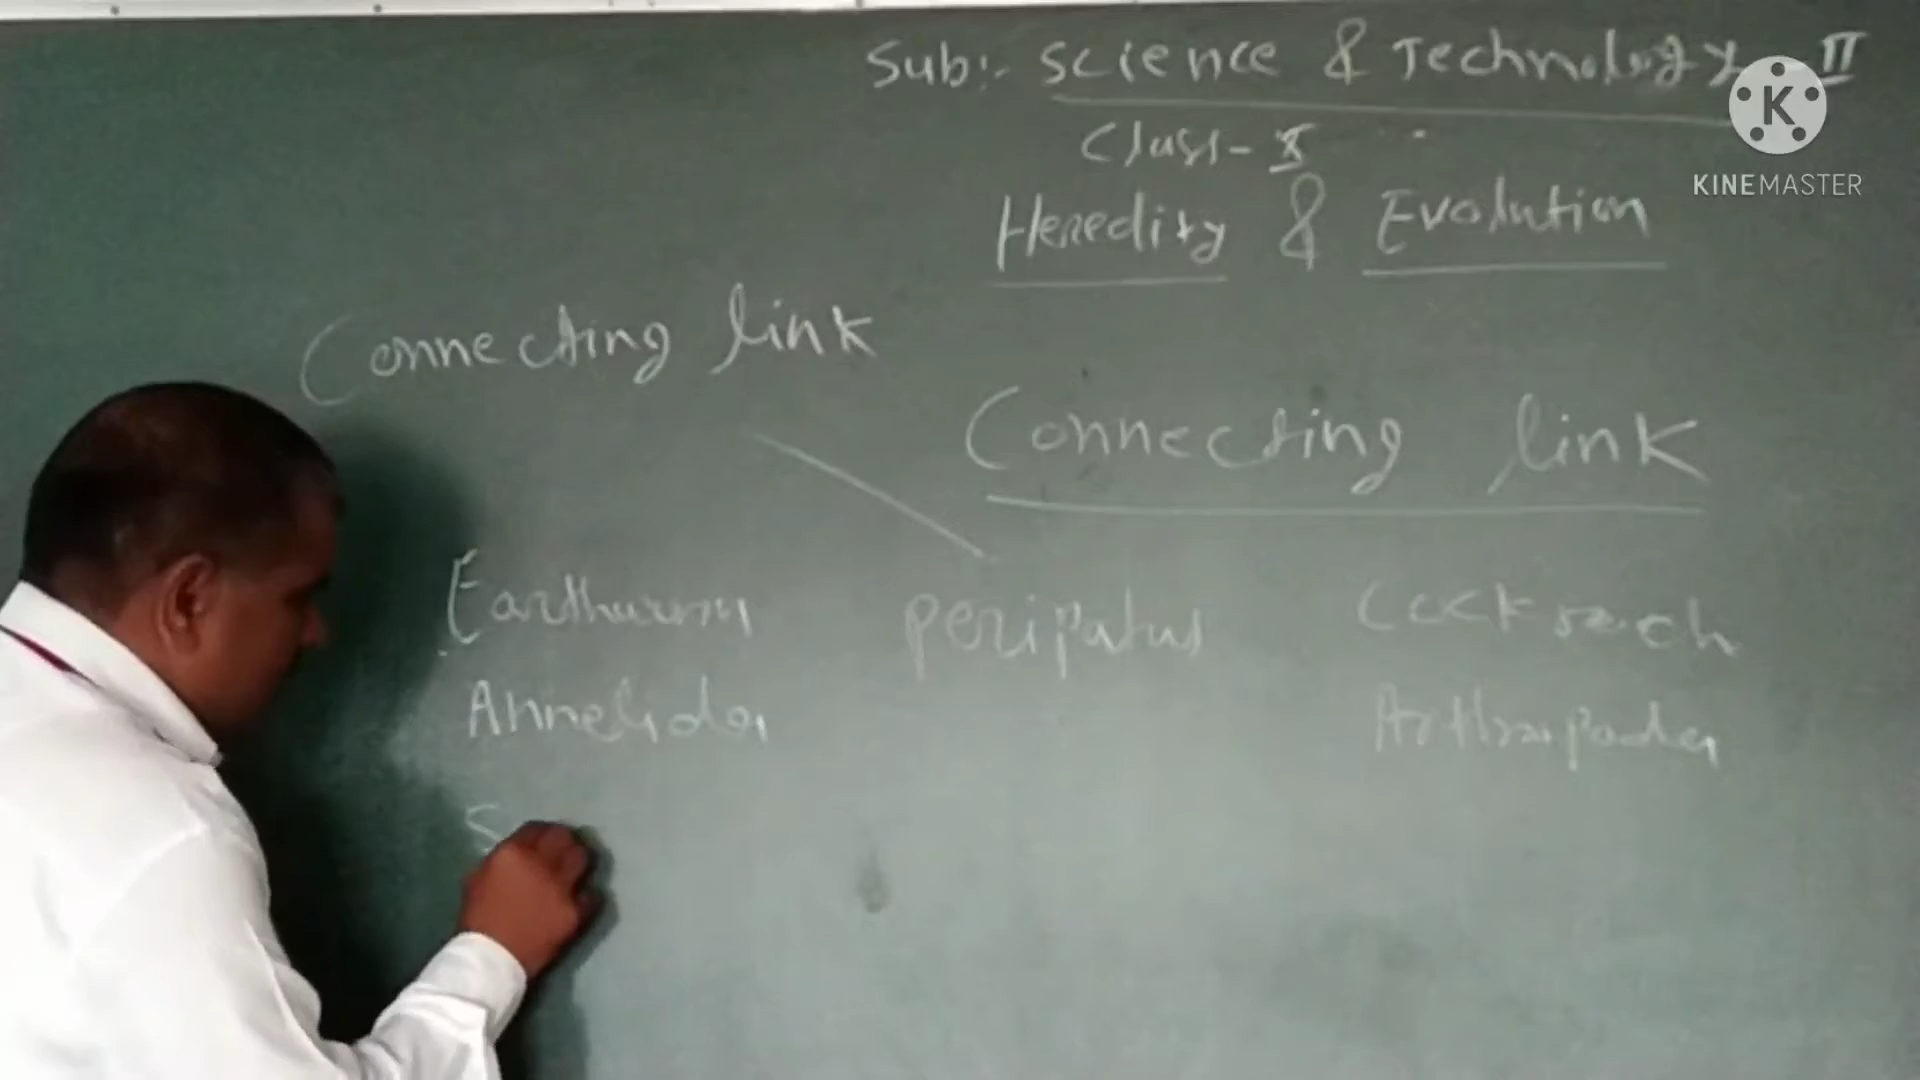 Sub:- Science & Technology - II
Class - X
Heredity & Evolution
Connecting link
Connecting link
Earthworm peripatus Cockroach
Annelida Arthropoda
S
K
KINEMASTER